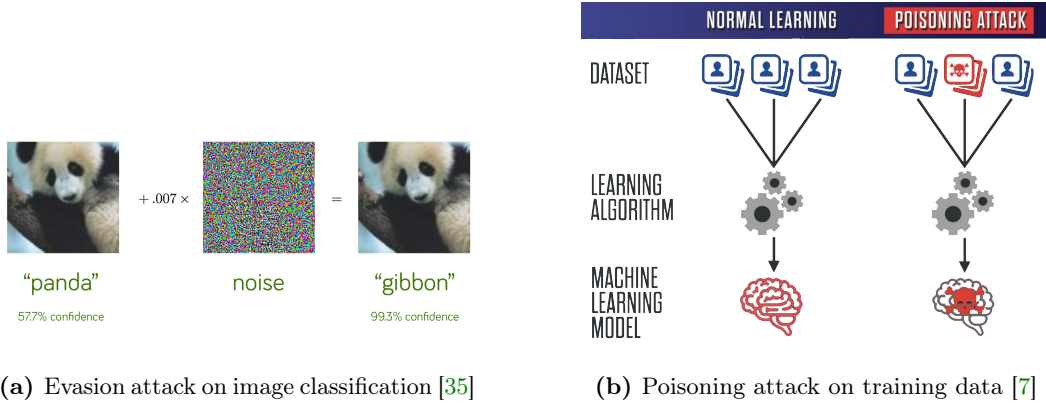 + .007 ×
=
“panda”
noise
“gibbon”
57.7% confidence
99.3% confidence
(a) Evasion attack on image classification [35]
NORMAL LEARNING
POISONING ATTACK
DATASET
LEARNING
ALGORITHM
MACHINE
LEARNING
MODEL
(b) Poisoning attack on training data [7]